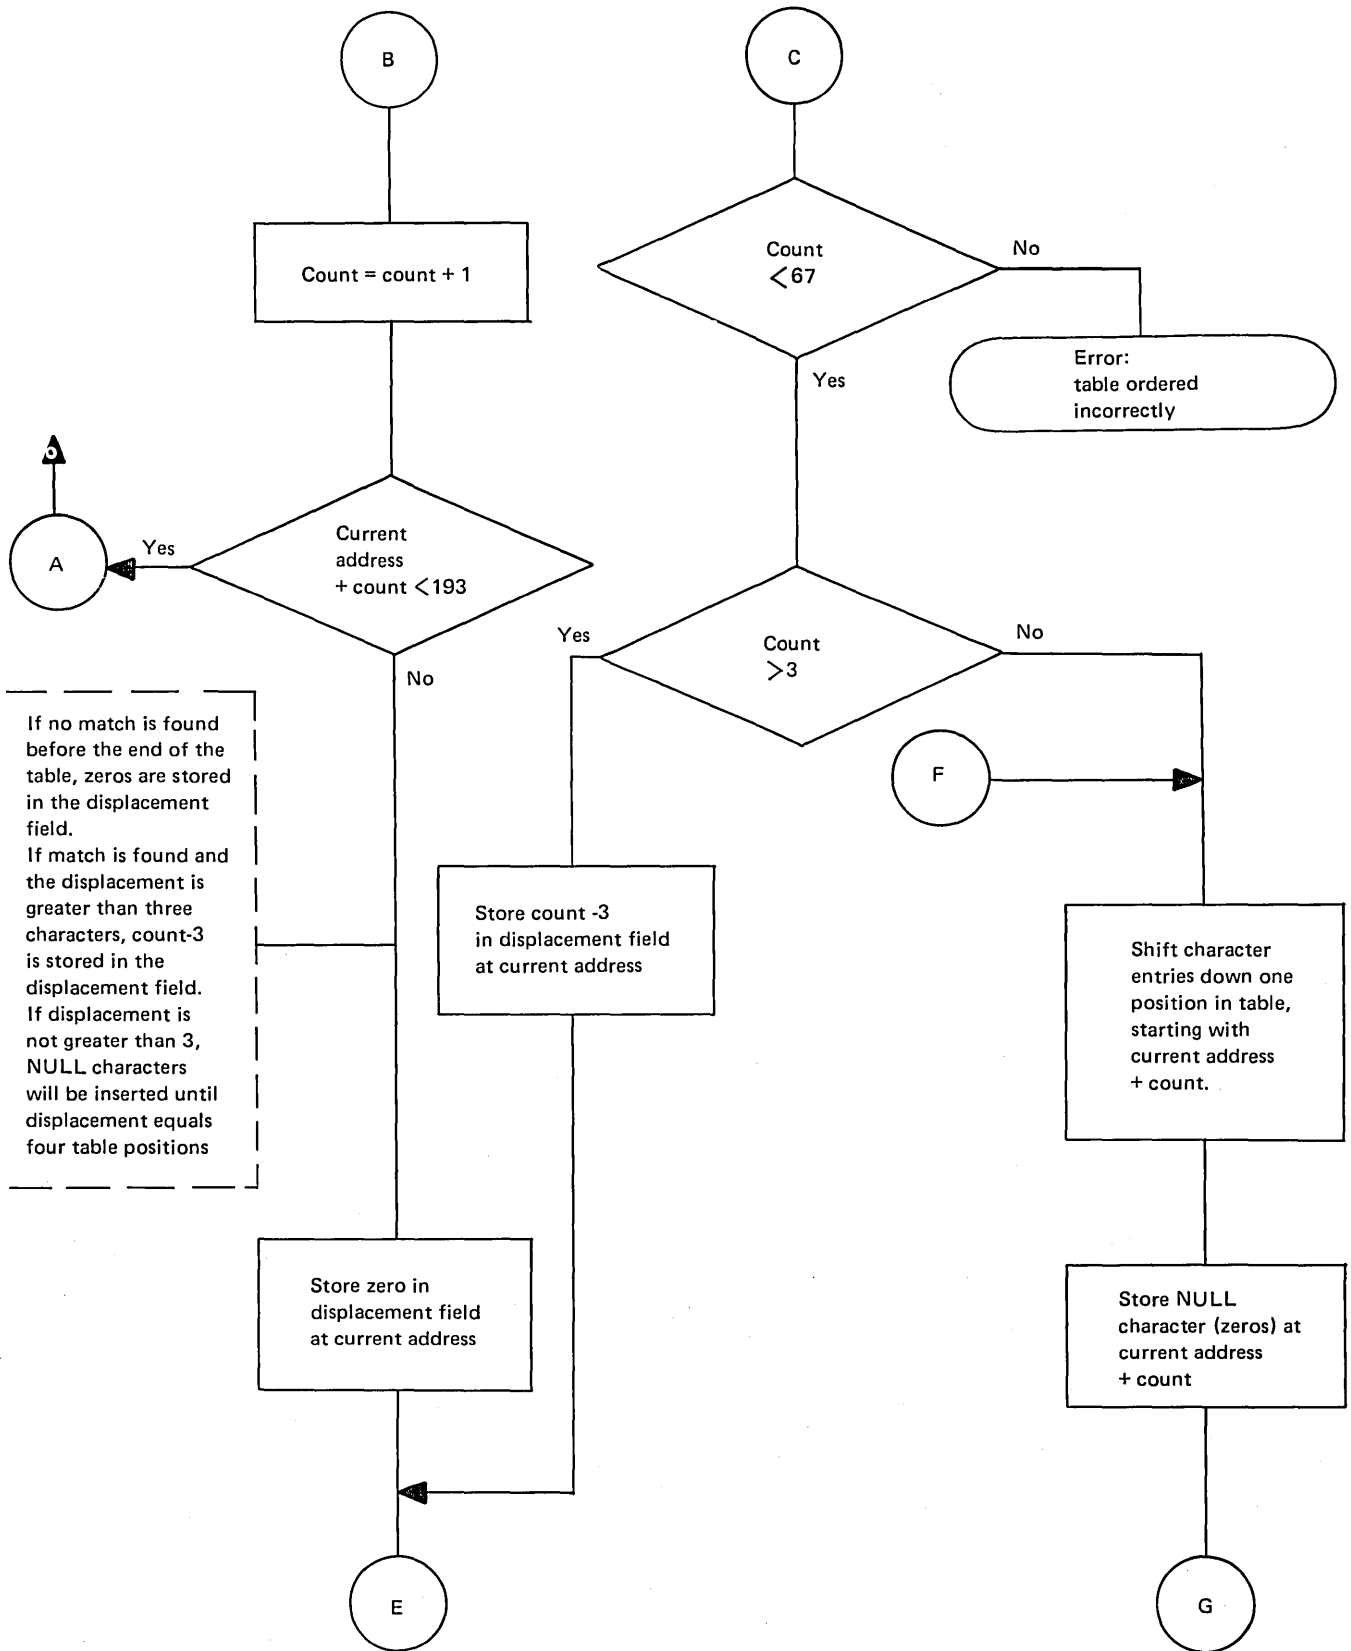 B
C
Count = count + 1
Count
<67
No
Error:
table ordered
incorrectly
Yes
A
Yes
Current
address
+ count <193
No
Yes
Count
>3
No
F
If no match is found
before the end of the
table, zeros are stored
in the displacement
field.
If match is found and
the displacement is
greater than three
characters, count-3
is stored in the
displacement field.
If displacement is
not greater than 3,
NULL characters
will be inserted until
displacement equals
four table positions
Store count -3
in displacement field
at current address
Shift character
entries down one
position in table,
starting with
current address
+ count.
Store zero in
displacement field
at current address
Store NULL
character (zeros) at
current address
+ count
E
G